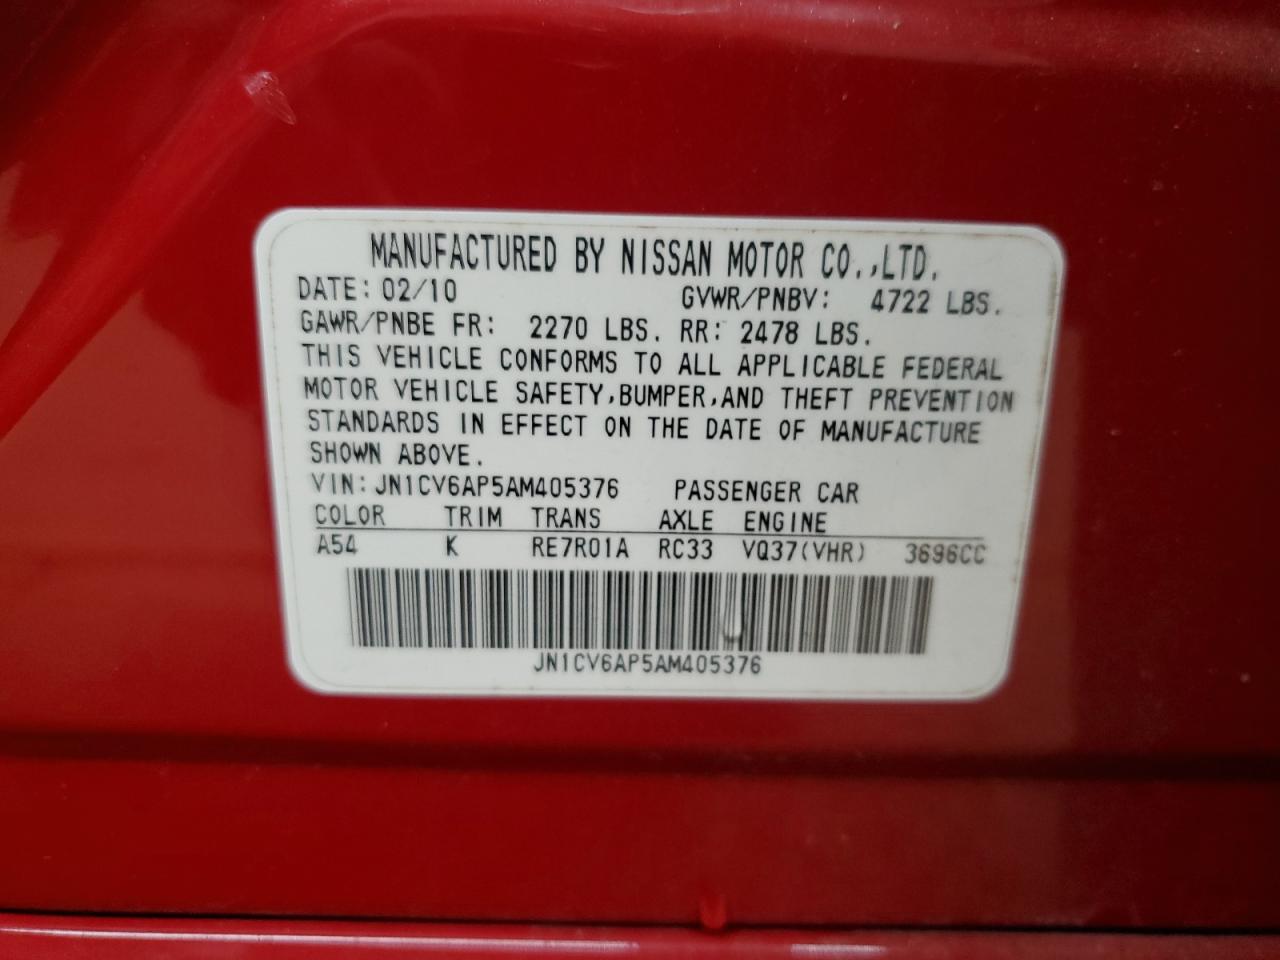 MANUFACTURED BY NISSAN MOTOR CO.,LTD.
DATE: 02/10 GVWR/PNBV: 4722 LBS.
GAWR/PNBE FR: 2270 LBS. RR: 2478 LBS.
THIS VEHICLE CONFORMS TO ALL APPLICABLE FEDERAL
MOTOR VEHICLE SAFETY,BUMPER,AND THEFT PREVENTION
STANDARDS IN EFFECT ON THE DATE OF MANUFACTURE
SHOWN ABOVE.
VIN: JN1CV6AP5AM405376 PASSENGER CAR
COLOR TRIM TRANS AXLE ENGINE
A54 K RE7R01A RC33 VQ37(VHR) 3696CC
JN1CV6AP5AM405376